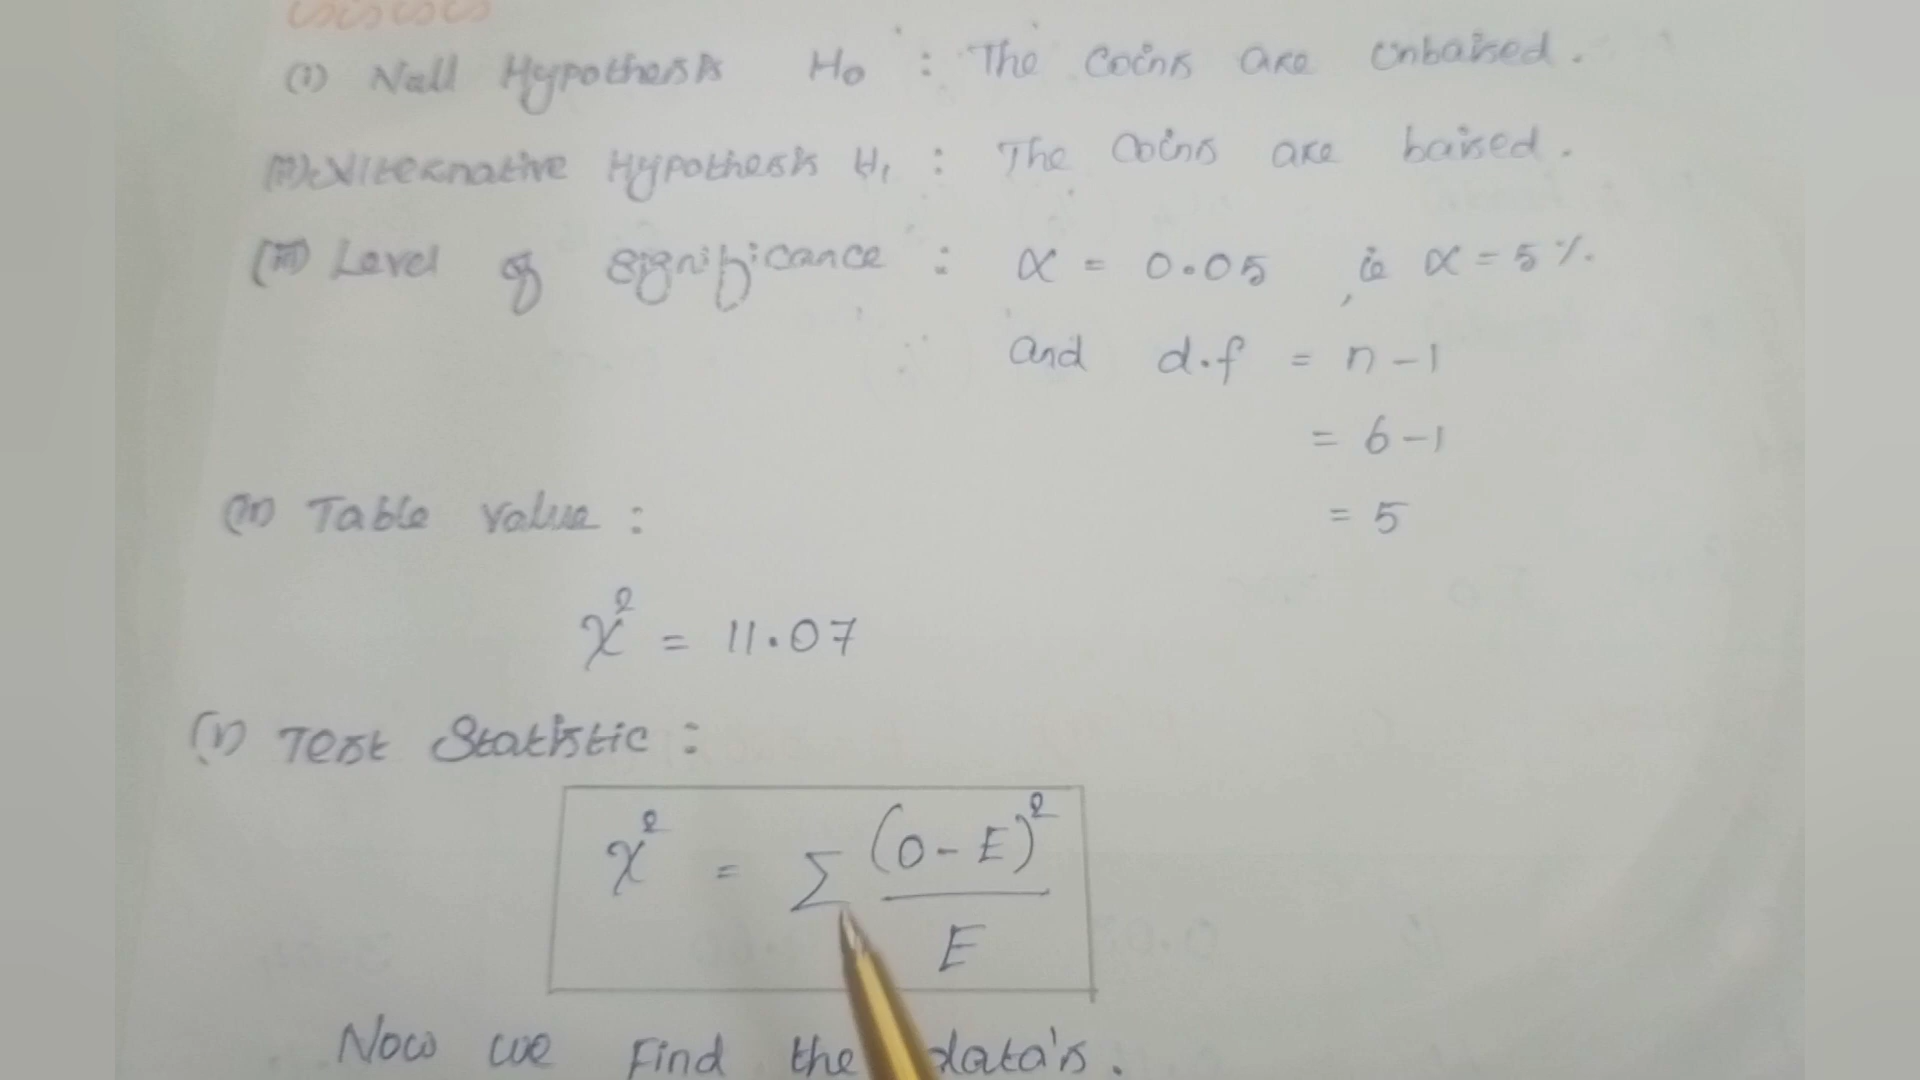 (i) Null Hypothesis H₀ : The Coins are unbaised.
(ii) Alternative Hypothesis H₁ : The Coins are baised.
(iii) Level of significance : α = 0.05 , ie α = 5%.
and d.f = n - 1
= 6 - 1
(iv) Table value : = 5
χ² = 11.07
(v) Test Statistic :
χ² = Σ (O - E)² / E
Now we Find the data's.